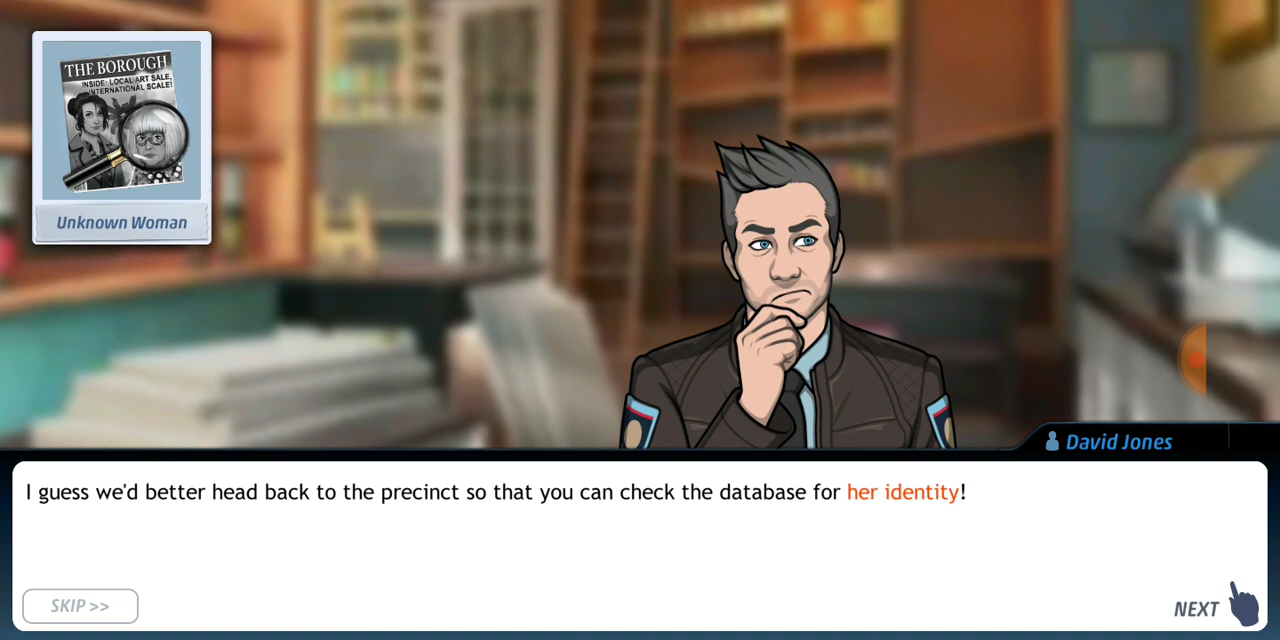 THE BOROUGH
INSIDE: LOCAL ART SALE,
INTERNATIONAL SCALE!
Unknown Woman
David Jones
I guess we'd better head back to the precinct so that you can check the database for her identity!
SKIP >>
NEXT